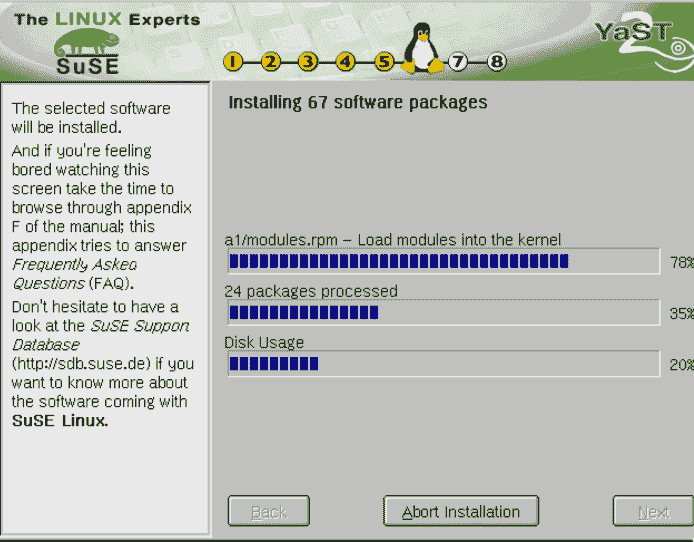 The LINUX Experts
SuSE
1 2 3 4 5 7 8
YaST
2
The selected software
will be installed.
And if you're feeling
bored watching this
screen take the time to
browse through appendix
F of the manual; this
appendix tries to answer
Frequently Asked
Questions (FAQ).
Don't hesitate to have a
look at the SuSE Support
Database
(http://sdb.suse.de) if you
want to know more about
the software coming with
SuSE Linux.
Installing 67 software packages
a1/modules.rpm – Load modules into the kernel
78%
24 packages processed
35%
Disk Usage
20%
Back
Abort Installation
Next